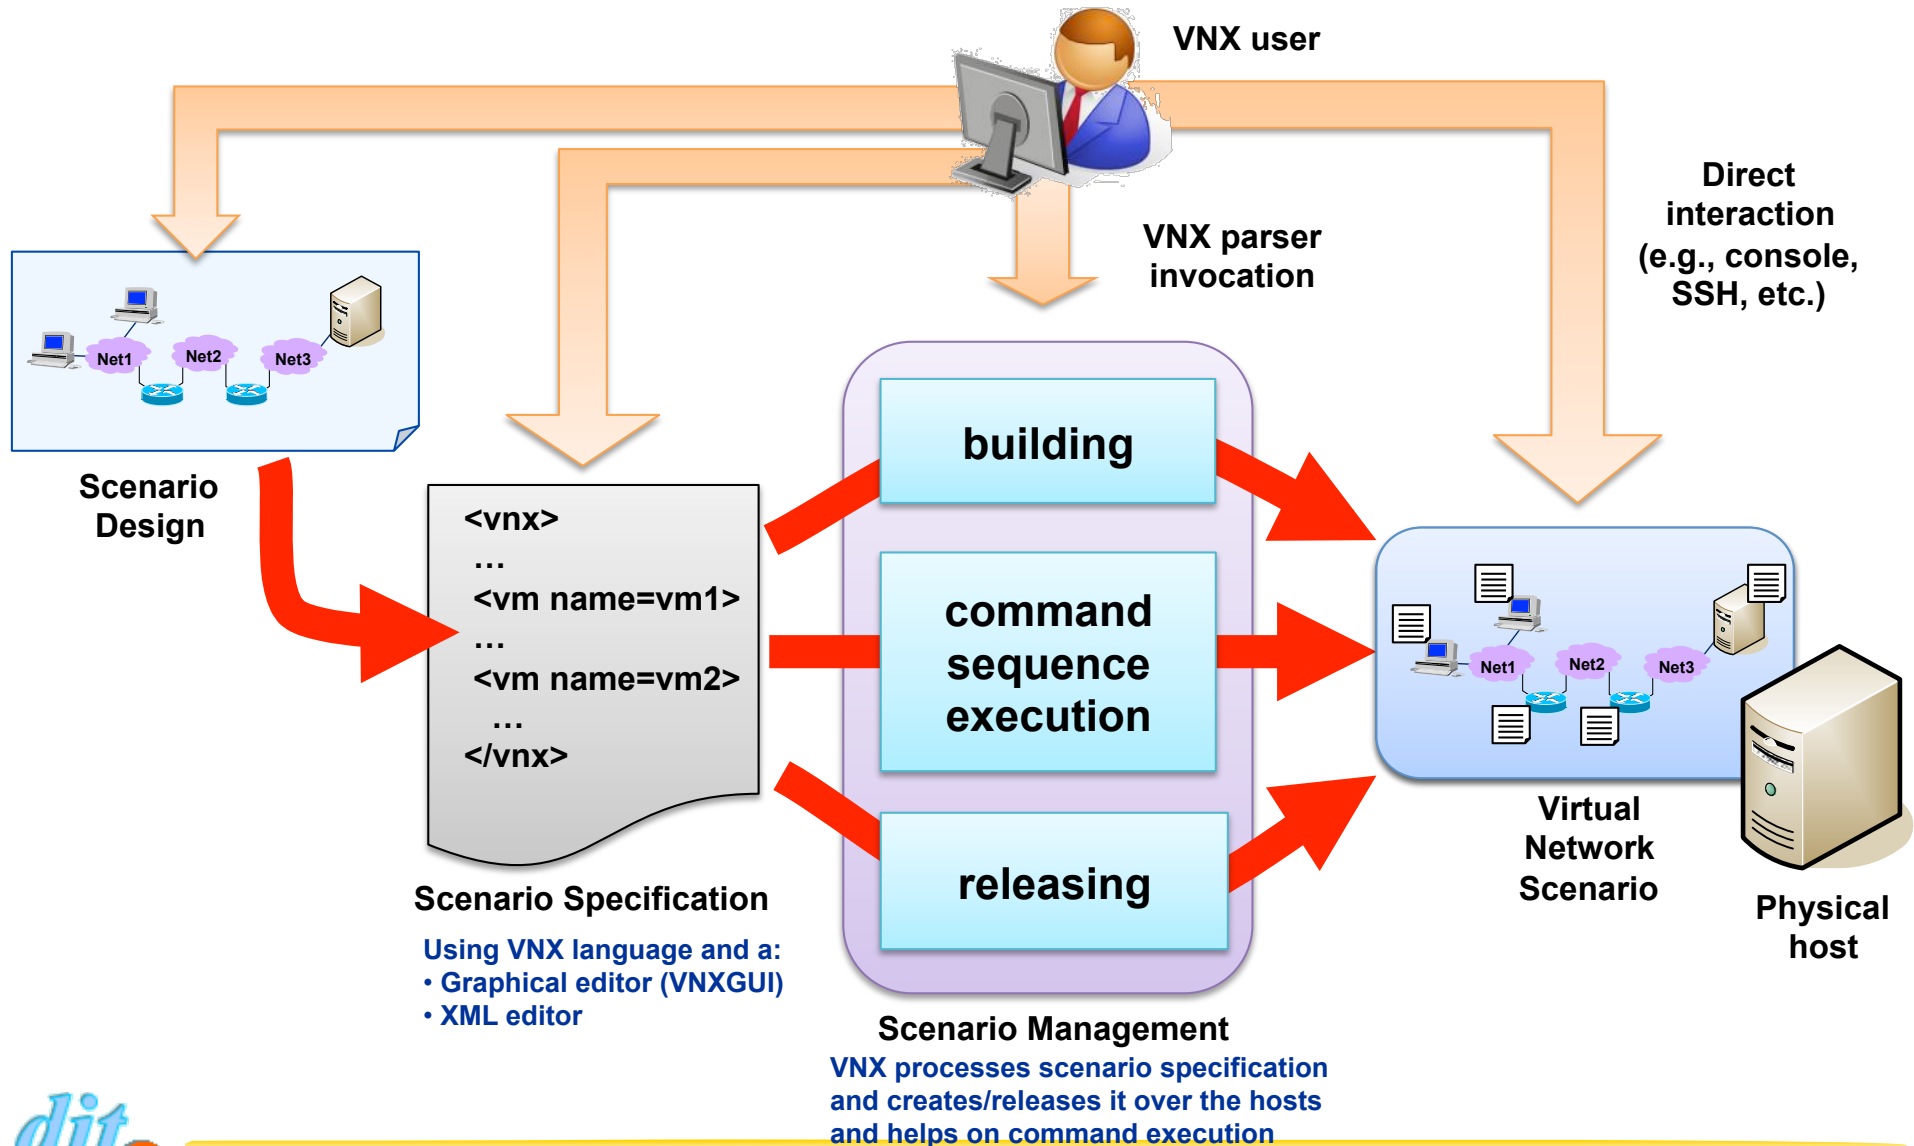 VNX user
Direct
interaction
(e.g., console,
SSH, etc.)
VNX parser
invocation
Net1
Net2
Net3
Scenario
Design
<vnx>
…
<vm name=vm1>
…
<vm name=vm2>
…
</vnx>
Scenario Specification
Using VNX language and a:
• Graphical editor (VNXGUI)
• XML editor
building
command
sequence
execution
releasing
Scenario Management
VNX processes scenario specification
and creates/releases it over the hosts
and helps on command execution
Net1
Net2
Net3
Virtual
Network
Scenario
Physical
host
dit